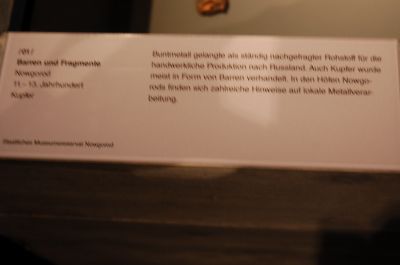 /91/
Barren und Fragmente
Nowgorod
11.- 13. Jahrhundert
Kupfer
Buntmetall gelangte als ständig nachgefragter Rohstoff für die
handwerkliche Produktion nach Russland. Auch Kupfer wurde
meist in Form von Barren verhandelt. In den Höfen Nowgo-
rods finden sich zahlreiche Hinweise auf lokale Metallverar-
beitung.
Staatliches Museumsreservat Nowgorod